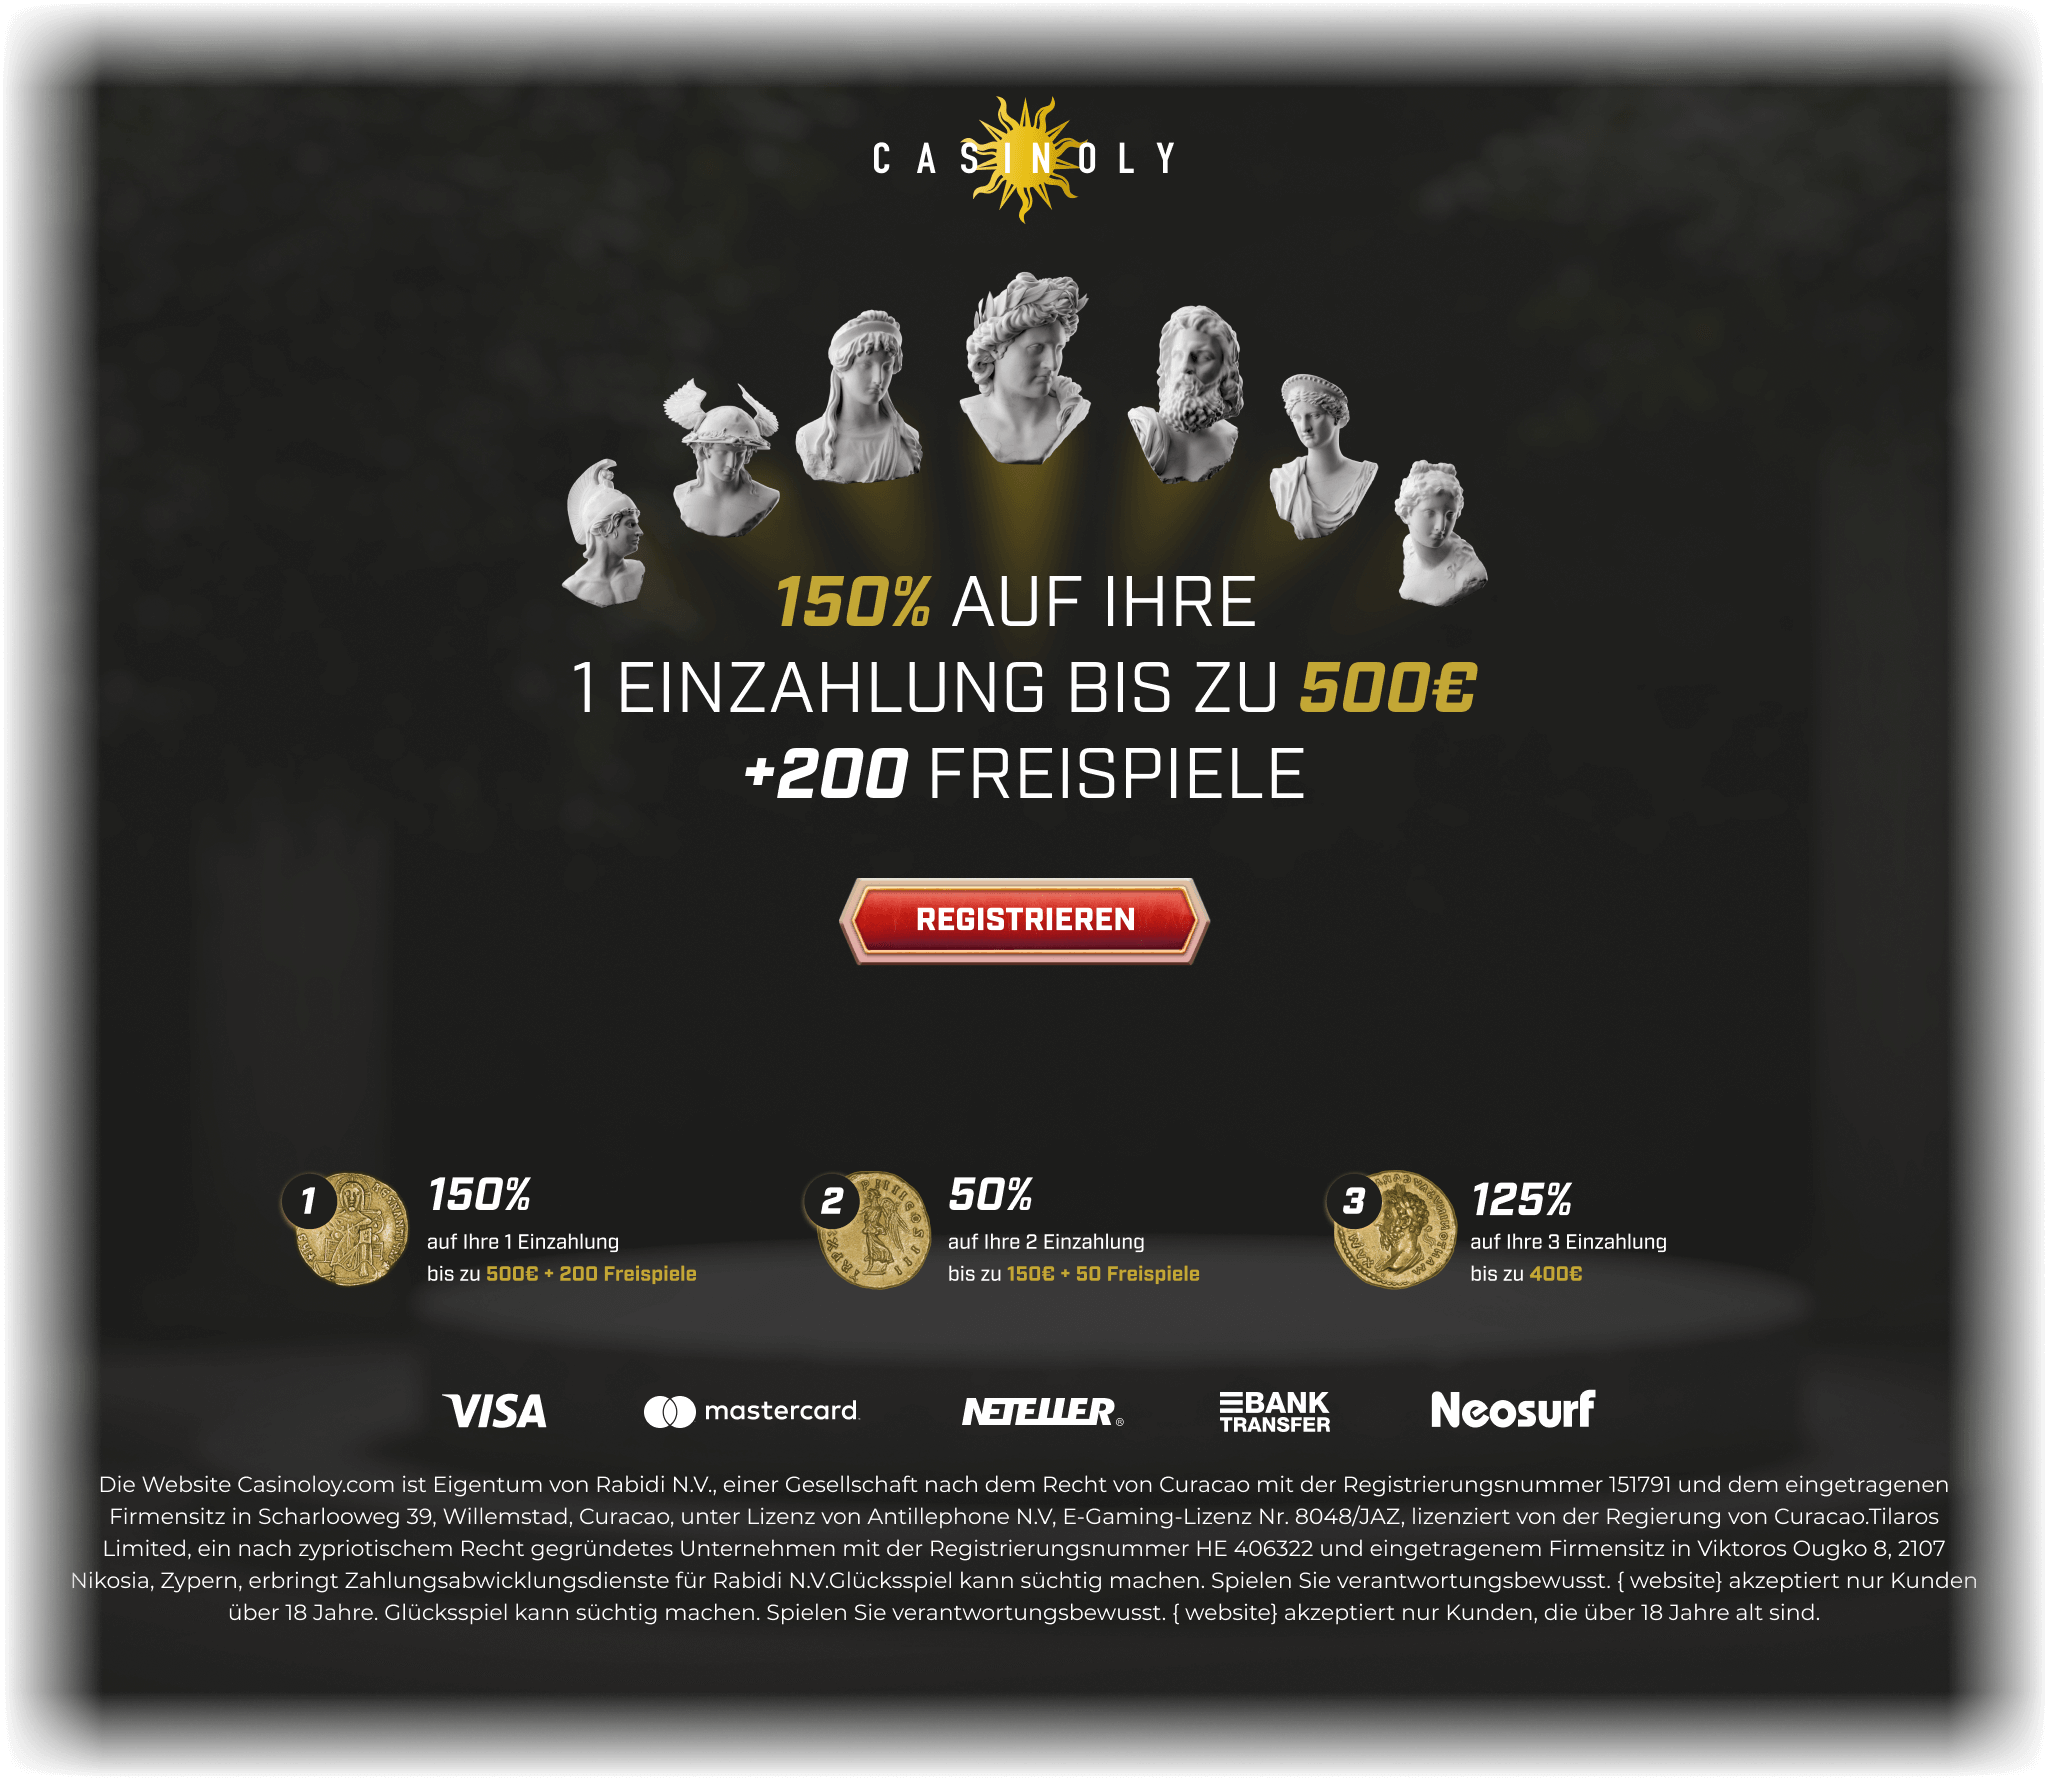 CASINOLY
150% AUF IHRE
1 EINZAHLUNG BIS ZU 500€
+200 FREISPIELE
REGISTRIEREN
1
150%
auf Ihre 1 Einzahlung
bis zu 500€ + 200 Freispiele
2
50%
auf Ihre 2 Einzahlung
bis zu 150€ + 50 Freispiele
3
125%
auf Ihre 3 Einzahlung
bis zu 400€
VISA
mastercard.
NETELLER®
BANK
TRANSFER
Neosurf
Die Website Casinoloy.com ist Eigentum von Rabidi N.V., einer Gesellschaft nach dem Recht von Curacao mit der Registrierungsnummer 151791 und dem eingetragenen
Firmensitz in Scharlooweg 39, Willemstad, Curacao, unter Lizenz von Antillephone N.V, E-Gaming-Lizenz Nr. 8048/JAZ, lizenziert von der Regierung von Curacao.Tilaros
Limited, ein nach zypriotischem Recht gegründetes Unternehmen mit der Registrierungsnummer HE 406322 und eingetragenem Firmensitz in Viktoros Ougko 8, 2107
Nikosia, Zypern, erbringt Zahlungsabwicklungsdienste für Rabidi N.V.Glücksspiel kann süchtig machen. Spielen Sie verantwortungsbewusst. { website} akzeptiert nur Kunden
über 18 Jahre. Glücksspiel kann süchtig machen. Spielen Sie verantwortungsbewusst. { website} akzeptiert nur Kunden, die über 18 Jahre alt sind.